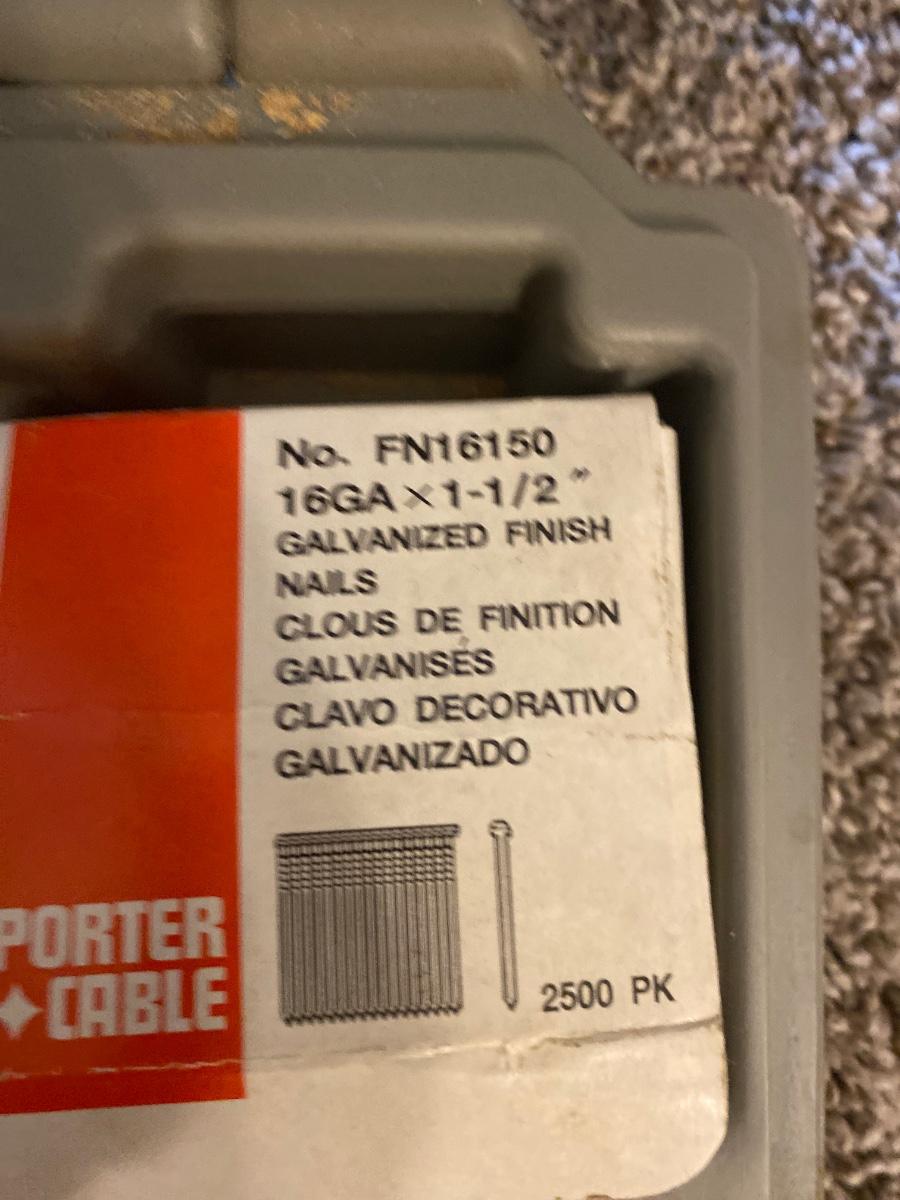 No. FN16150
16GA×1-1/2"
GALVANIZED FINISH
NAILS
CLOUS DE FINITION
GALVANISÉS
CLAVO DECORATIVO
GALVANIZADO
2500 PK
PORTER
CABLE